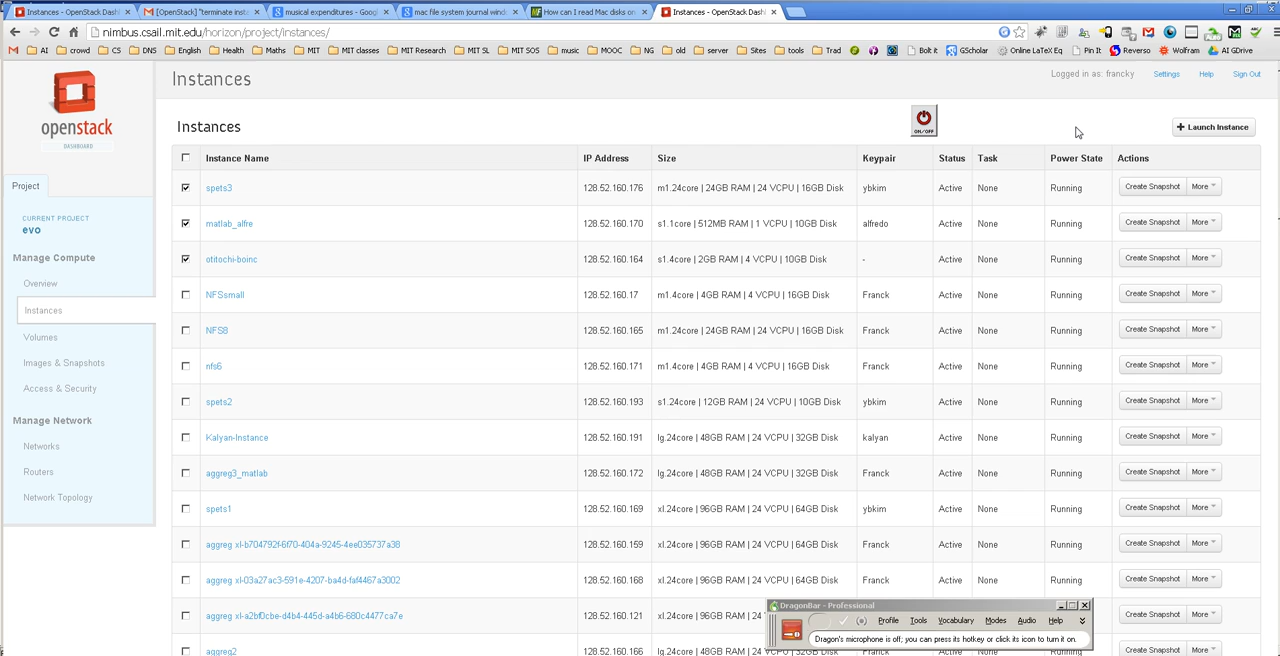 Instances - OpenStack Dash
[OpenStack] "terminate inst
musical expenditures - Goog
mac file system journal win
How can I read Mac disks on
Instances - OpenStack Dash
nimbus.csail.mit.edu/horizon/project/instances/
AI crowd CS DNS English Health Maths MIT MIT classes MIT Research MIT SL MIT SOS music MOOC NG old server Sites tools Trad Bolt it GScholar Online LaTeX Eq Pin It Reverso Wolfram AI GDrive
Instances
Logged in as: francky Settings Help Sign Out
openstack
DASHBOARD
Project
CURRENT PROJECT
evo
Manage Compute
Overview
Instances
Volumes
Images & Snapshots
Access & Security
Manage Network
Networks
Routers
Network Topology
Instances
ON/OFF
+ Launch Instance
Instance Name IP Address Size Keypair Status Task Power State Actions
spets3 128.52.160.176 m1.24core | 24GB RAM | 24 VCPU | 16GB Disk ybkim Active None Running Create Snapshot More
matlab_alfre 128.52.160.170 s1.1core | 512MB RAM | 1 VCPU | 10GB Disk alfredo Active None Running Create Snapshot More
otitochi-boinc 128.52.160.164 s1.4core | 2GB RAM | 4 VCPU | 10GB Disk - Active None Running Create Snapshot More
NFSsmall 128.52.160.17 m1.4core | 4GB RAM | 4 VCPU | 16GB Disk Franck Active None Running Create Snapshot More
NFS8 128.52.160.165 m1.24core | 24GB RAM | 24 VCPU | 16GB Disk Franck Active None Running Create Snapshot More
nfs6 128.52.160.171 m1.4core | 4GB RAM | 4 VCPU | 16GB Disk Franck Active None Running Create Snapshot More
spets2 128.52.160.193 s1.24core | 12GB RAM | 24 VCPU | 10GB Disk ybkim Active None Running Create Snapshot More
Kalyan-Instance 128.52.160.191 lg.24core | 48GB RAM | 24 VCPU | 32GB Disk kalyan Active None Running Create Snapshot More
aggreg3_matlab 128.52.160.172 lg.24core | 48GB RAM | 24 VCPU | 32GB Disk Franck Active None Running Create Snapshot More
spets1 128.52.160.169 xl.24core | 96GB RAM | 24 VCPU | 64GB Disk ybkim Active None Running Create Snapshot More
aggreg xl-b704792f-6f70-404a-9245-4ee035737a38 128.52.160.159 xl.24core | 96GB RAM | 24 VCPU | 64GB Disk Franck Active None Running Create Snapshot More
aggreg xl-03a27ac3-591e-4207-ba4d-faf4467a3002 128.52.160.168 xl.24core | 96GB RAM | 24 VCPU | 64GB Disk Franck Active None Running Create Snapshot More
aggreg xl-a2bf0cbe-d4b4-445d-a4b6-680c4477ca7e 128.52.160.121 xl.24core | 96GB Create Snapshot More
aggreg2 128.52.160.166 lg.24core | 48GB Create Snapshot More
DragonBar - Professional
Profile Tools Vocabulary Modes Audio Help
Dragon's microphone is off; you can press its hotkey or click its icon to turn it on.